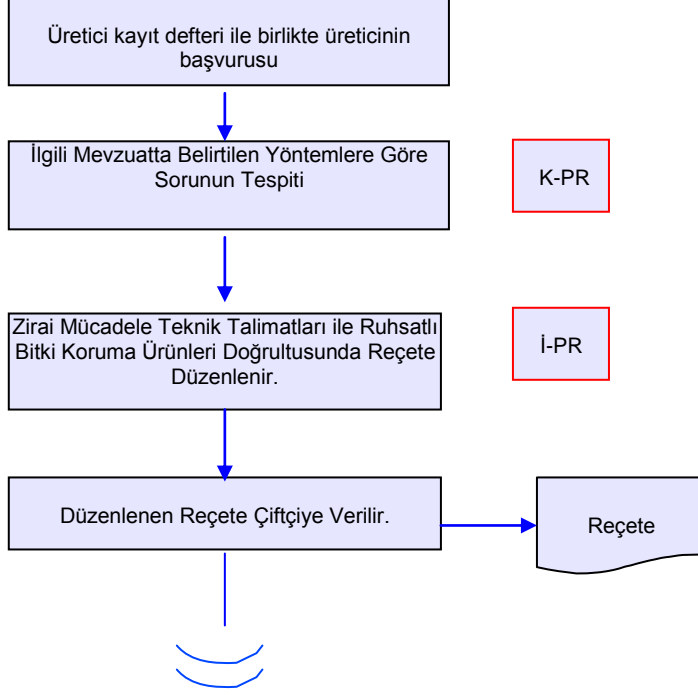 Üretici kayıt defteri ile birlikte üreticinin
başvurusu
İlgili Mevzuatta Belirtilen Yöntemlere Göre
Sorunun Tespiti
K-PR
Zirai Mücadele Teknik Talimatları ile Ruhsatlı
Bitki Koruma Ürünleri Doğrultusunda Reçete
Düzenlenir.
İ-PR
Düzenlenen Reçete Çiftçiye Verilir.
Reçete